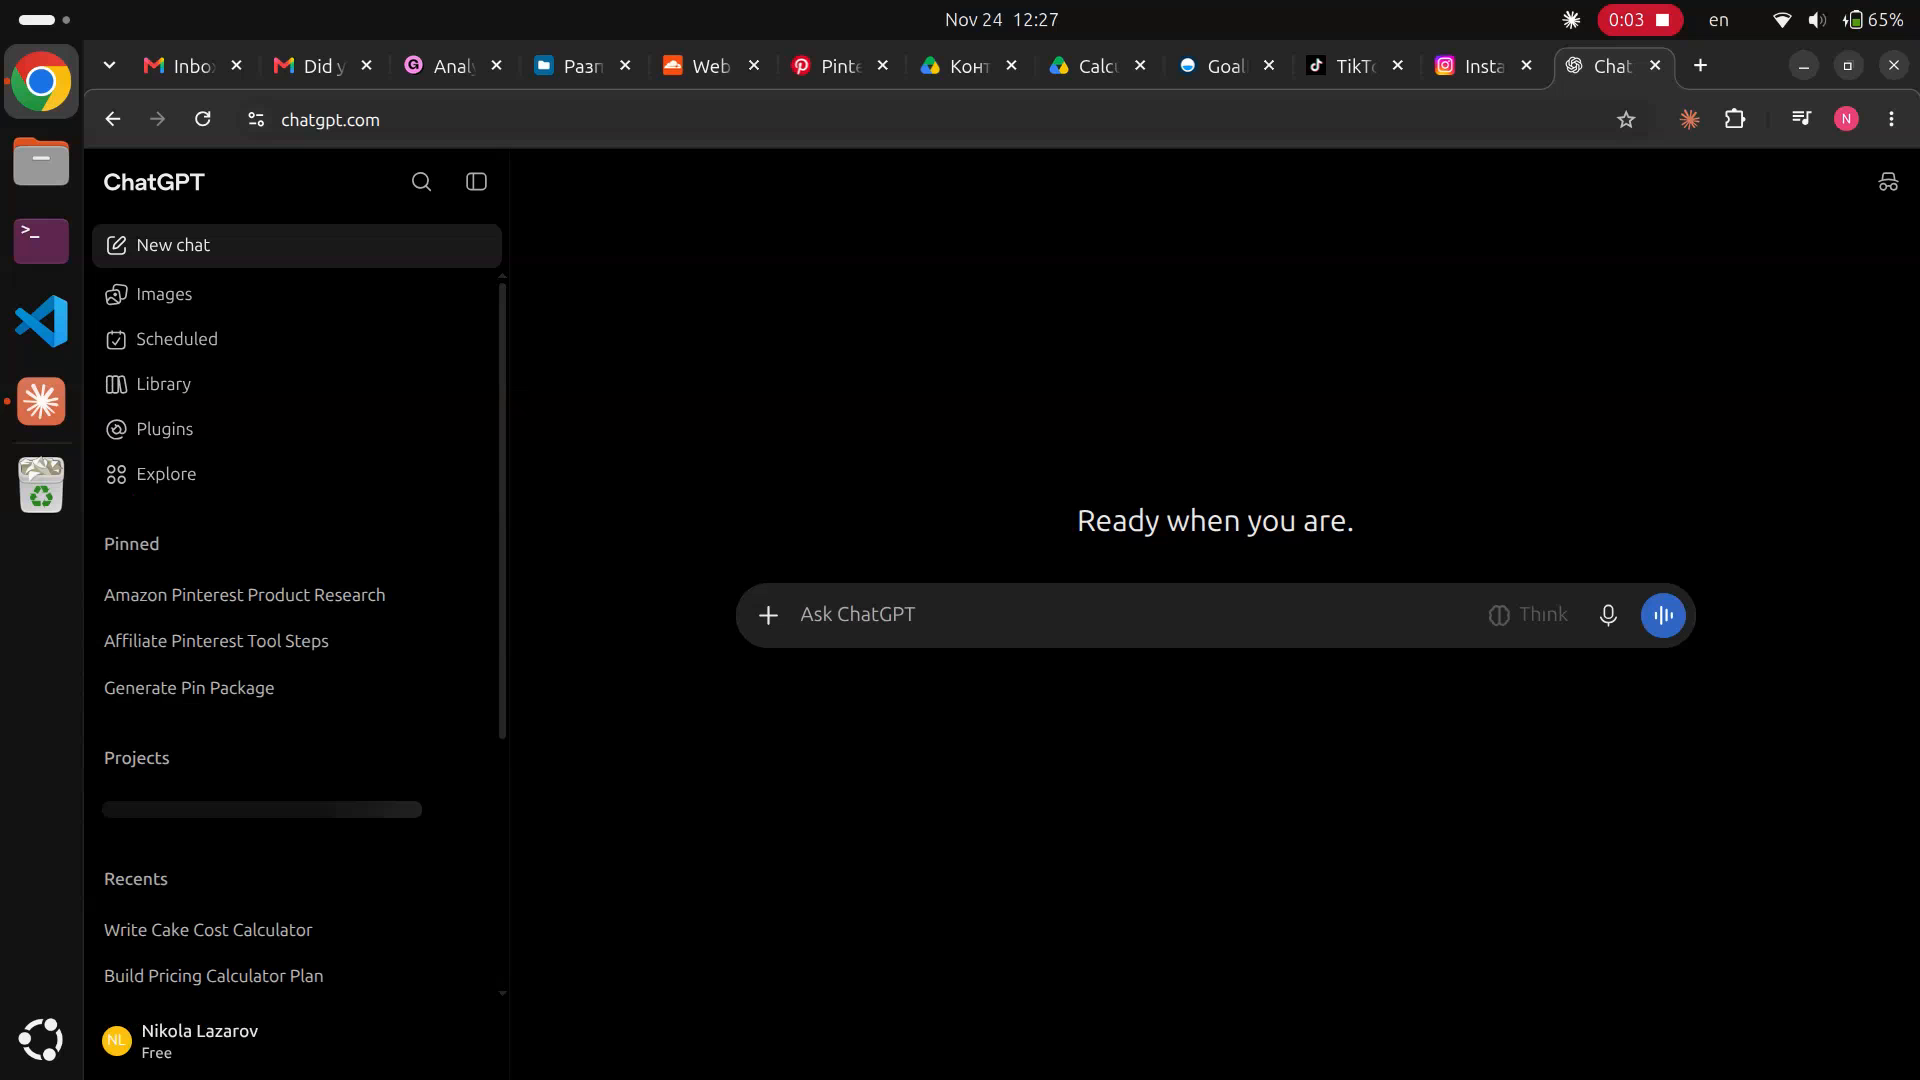 Nov 24 12:27
0:03
en
65%
Inbo
Did y
Analy
Разп
Web
Pinte
Конт
Calcu
Goal
TikTo
Insta
Chat
chatgpt.com
N
ChatGPT
New chat
Images
Scheduled
Library
Plugins
Explore
Pinned
Amazon Pinterest Product Research
Affiliate Pinterest Tool Steps
Generate Pin Package
Projects
Recents
Write Cake Cost Calculator
Build Pricing Calculator Plan
NL
Nikola Lazarov
Free
Ready when you are.
Ask ChatGPT
Think